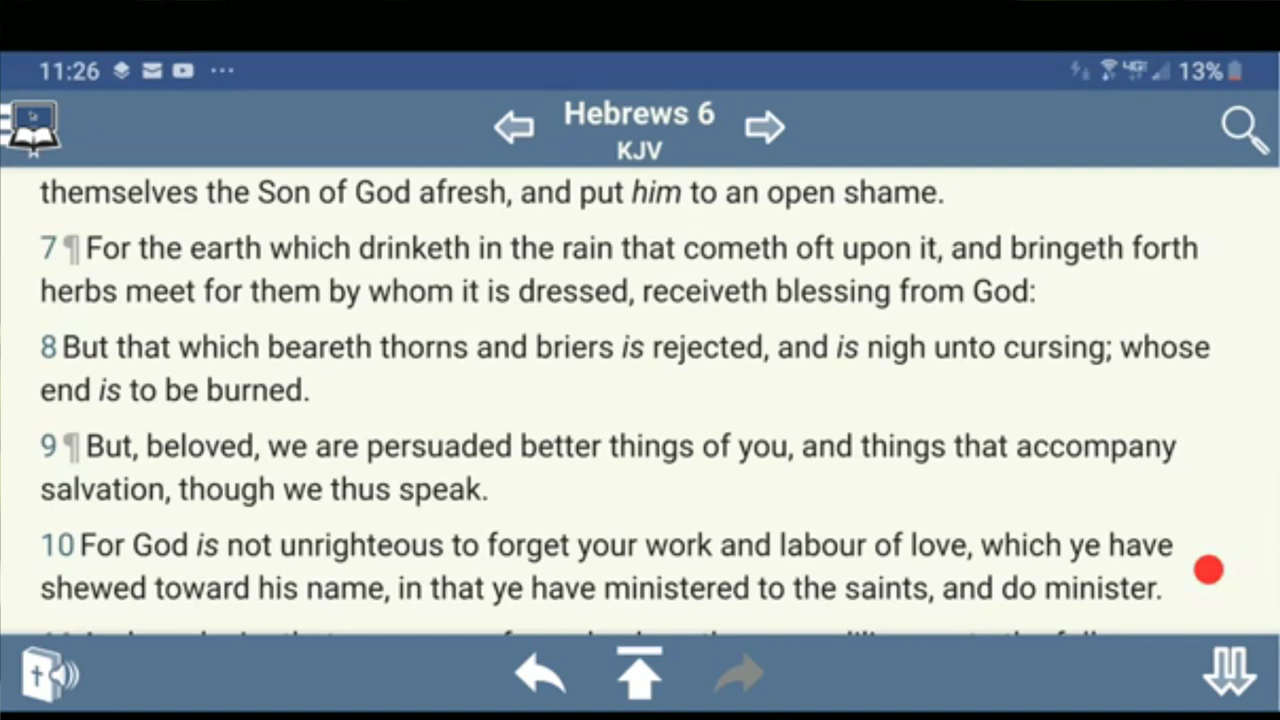 11:26 ... 4G 13%
Hebrews 6
KJV
themselves the Son of God afresh, and put him to an open shame.
7 ¶ For the earth which drinketh in the rain that cometh oft upon it, and bringeth forth
herbs meet for them by whom it is dressed, receiveth blessing from God:
8 But that which beareth thorns and briers is rejected, and is nigh unto cursing; whose
end is to be burned.
9 ¶ But, beloved, we are persuaded better things of you, and things that accompany
salvation, though we thus speak.
10 For God is not unrighteous to forget your work and labour of love, which ye have
shewed toward his name, in that ye have ministered to the saints, and do minister.